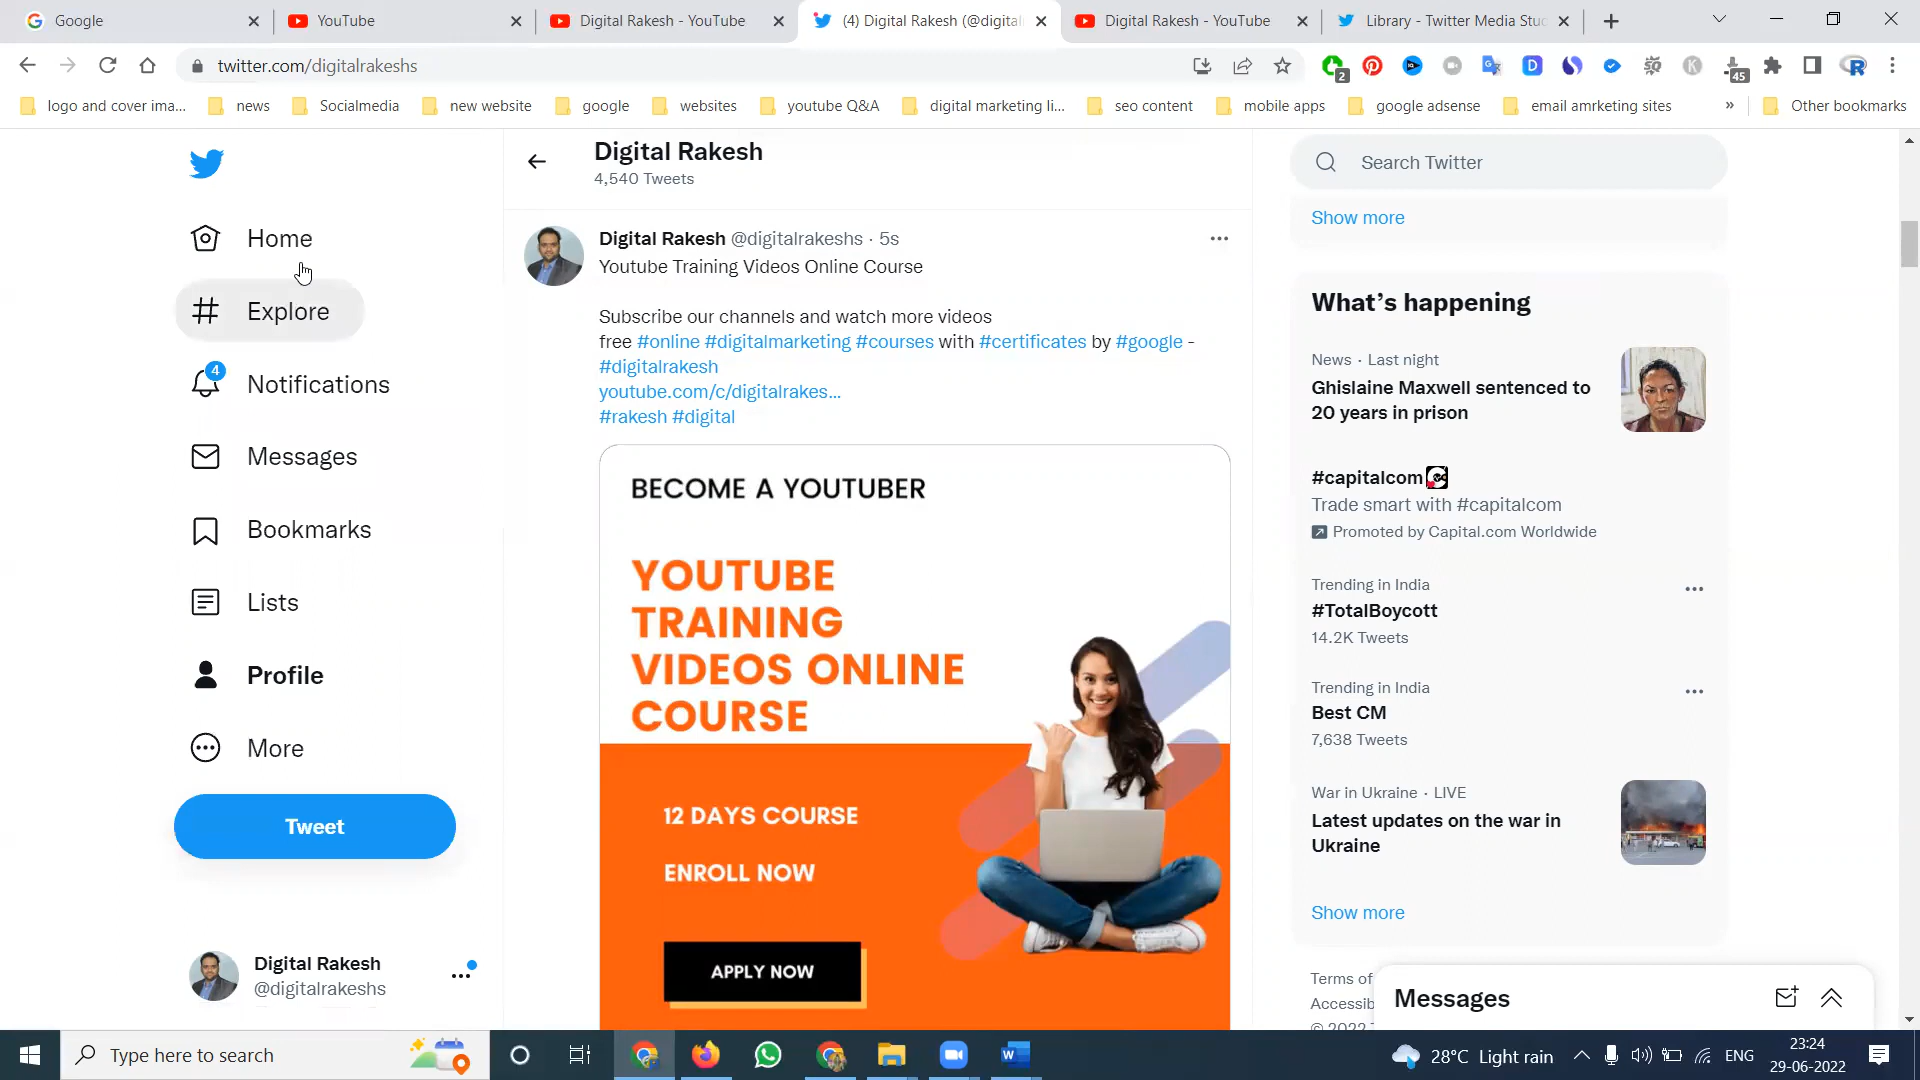 Google
YouTube
Digital Rakesh - YouTube
(4) Digital Rakesh (@digital
Digital Rakesh - YouTube
Library - Twitter Media Stu
twitter.com/digitalrakeshs
2
45
logo and cover ima...
news
Socialmedia
new website
google
websites
youtube Q&A
digital marketing li...
seo content
mobile apps
google adsense
email amrketing sites
»
Other bookmarks
Home
Explore
4
Notifications
Messages
Bookmarks
Lists
Profile
More
Tweet
Digital Rakesh
@digitalrakeshs
Digital Rakesh
4,540 Tweets
Digital Rakesh @digitalrakeshs · 5s
Youtube Training Videos Online Course
Subscribe our channels and watch more videos
free #online #digitalmarketing #courses with #certificates by #google -
#digitalrakesh
youtube.com/c/digitalrakes...
#rakesh #digital
BECOME A YOUTUBER
YOUTUBE
TRAINING
VIDEOS ONLINE
COURSE
12 DAYS COURSE
ENROLL NOW
APPLY NOW
Search Twitter
Show more
What's happening
News · Last night
Ghislaine Maxwell sentenced to
20 years in prison
#capitalcom
Trade smart with #capitalcom
Promoted by Capital.com Worldwide
Trending in India
#TotalBoycott
14.2K Tweets
Trending in India
Best CM
7,638 Tweets
War in Ukraine · LIVE
Latest updates on the war in
Ukraine
Show more
Terms of
Accessib
© 2022
Messages
Type here to search
28°C Light rain
ENG
23:24
29-06-2022